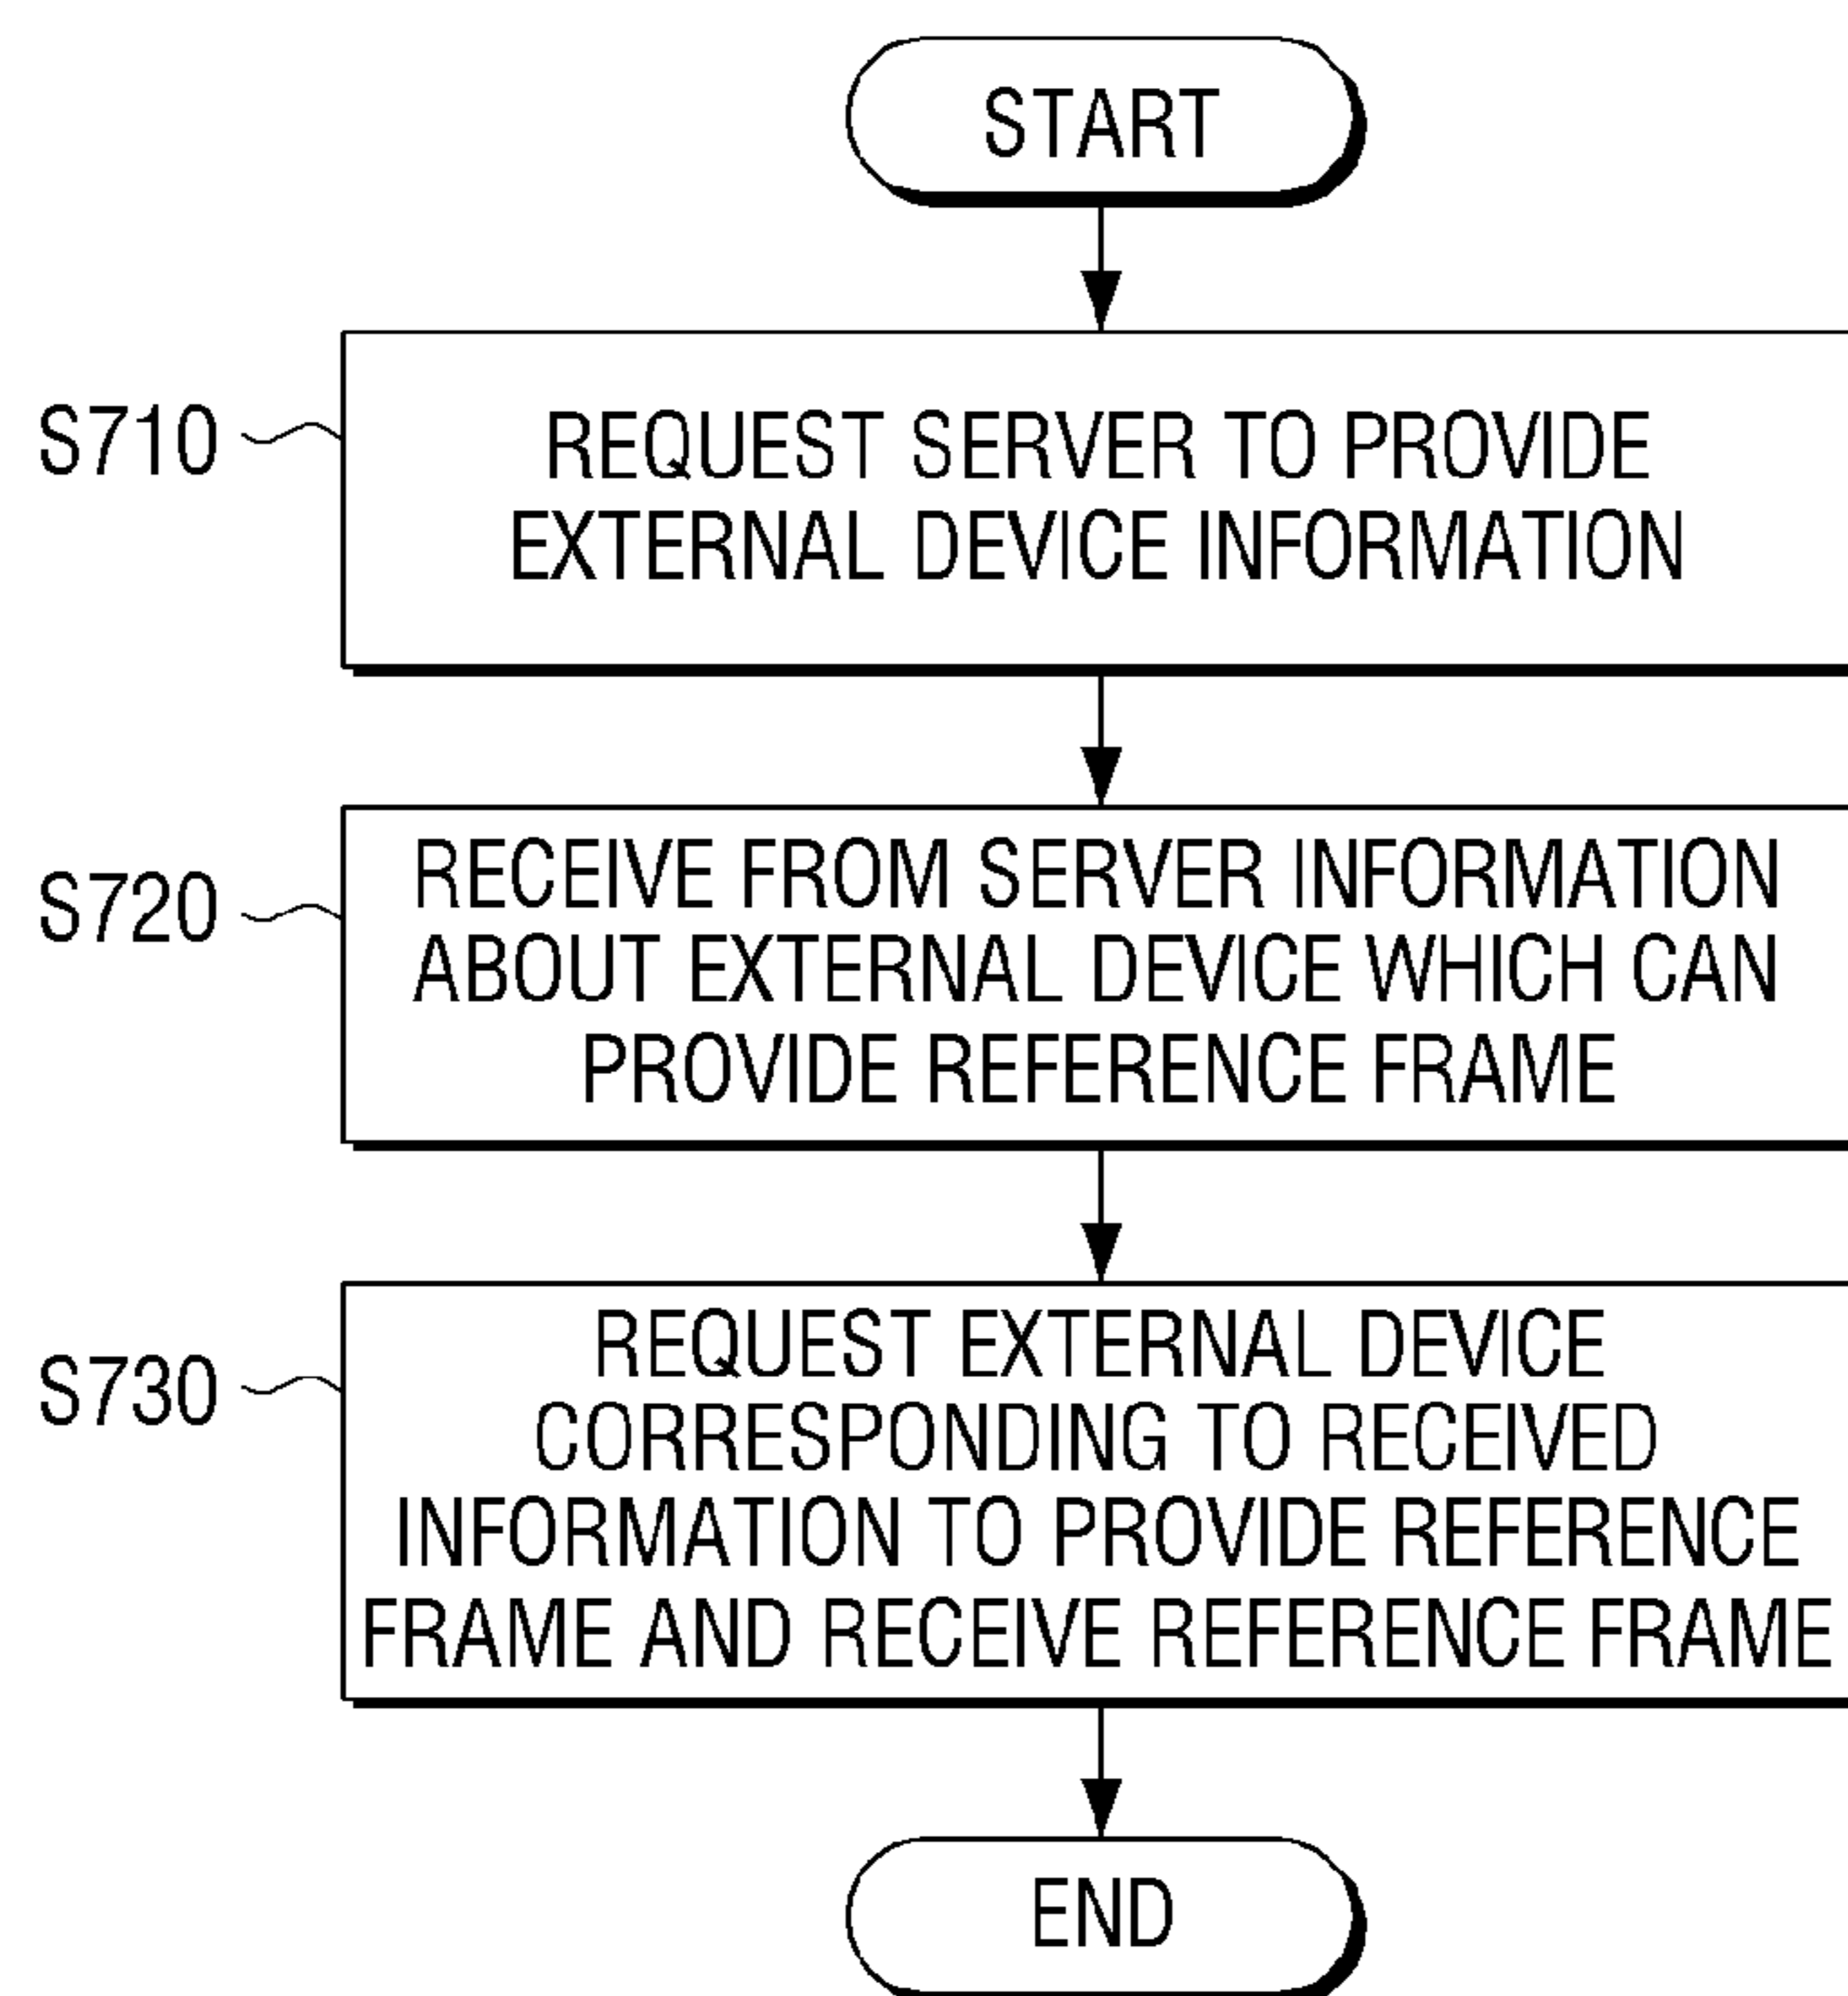 START
S710
REQUEST SERVER TO PROVIDE
EXTERNAL DEVICE INFORMATION
S720
RECEIVE FROM SERVER INFORMATION
ABOUT EXTERNAL DEVICE WHICH CAN
PROVIDE REFERENCE FRAME
S730
REQUEST EXTERNAL DEVICE
CORRESPONDING TO RECEIVED
INFORMATION TO PROVIDE REFERENCE
FRAME AND RECEIVE REFERENCE FRAME
END